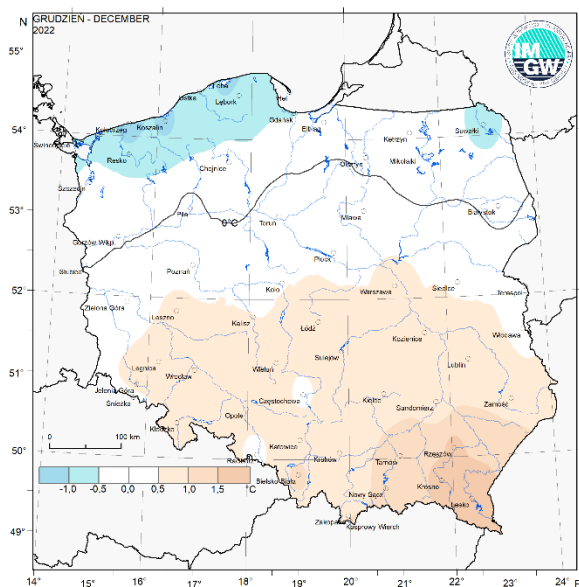 GRUDZIEŃ - DECEMBER
2022
N
IM
GW
55°
54°
53°
52°
51°
50°
49°
Łeba
Ustka
Lębork
Hel
Gdańsk
Kołobrzeg
Koszalin
Elbląg
Kętrzyn
Suwałki
Świnoujście
Resko
Olsztyn
Mikołajki
Chojnice
Szczecin
Piła
0°C
Toruń
Mława
Białystok
Gorzów Wlkp.
Płock
Słubice
Poznań
Koło
Warszawa
Siedlce
Terespol
Zielona Góra
Leszno
Kalisz
Łódź
Kozienice
Włodawa
Legnica
Wrocław
Wieluń
Sulejów
Lublin
Jelenia Góra
Śnieżka
Częstochowa
Kielce
Sandomierz
Zamość
Opole
Kłodzko
Katowice
Racibórz
Kraków
Tarnów
Rzeszów
Bielsko-Biała
Nowy Sącz
Krosno
Lesko
Zakopane
Kasprowy Wierch
0 100 km
-1,0 -0,5 0,0 0,5 1,0 1,5 °C
14° 15° 16° 17° 18° 19° 20° 21° 22° 23° 24° E